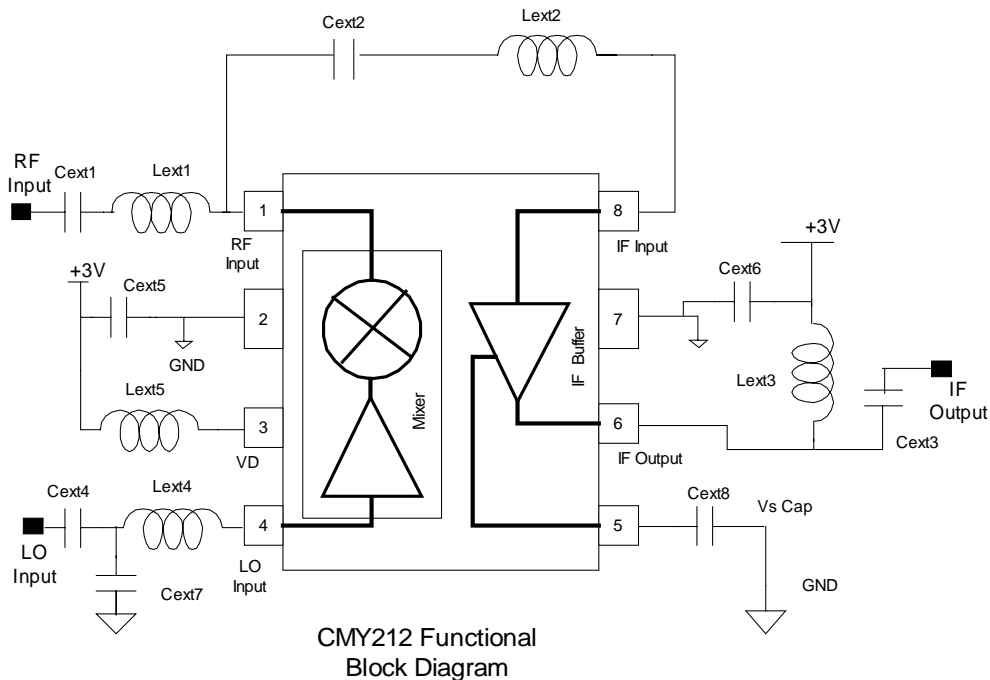 Cext2
Lext2
RF
Input
Cext1
Lext1
1
RF
Input
8
IF Input
+3V
Cext5
GND
2
Lext5
3
VD
Cext4
Lext4
4
LO
Input
LO
Input
Cext7
Mixer
IF Buffer
7
Cext6
+3V
Lext3
Cext3
IF
Output
6
IF Output
5
Cext8
Vs Cap
GND
CMY212 Functional
Block Diagram